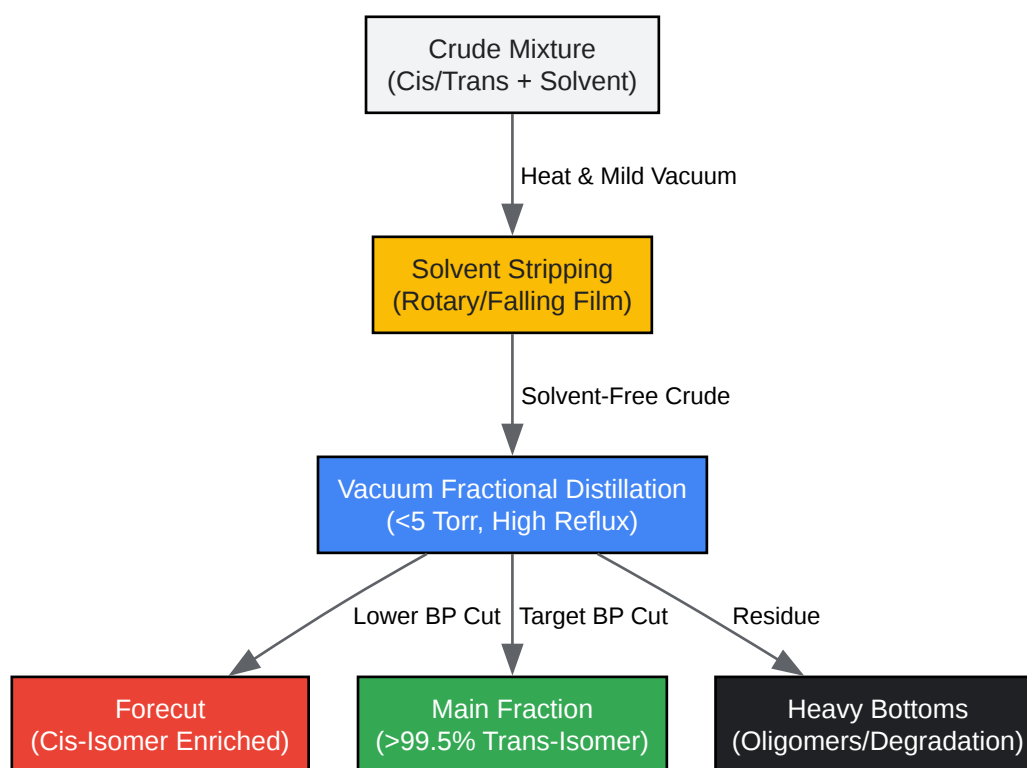 Crude Mixture
(Cis/Trans + Solvent)
Heat & Mild Vacuum
Solvent Stripping
(Rotary/Falling Film)
Solvent-Free Crude
Vacuum Fractional Distillation
(<5 Torr, High Reflux)
Lower BP Cut
Target BP Cut
Residue
Forecut
(Cis-Isomer Enriched)
Main Fraction
(>99.5% Trans-Isomer)
Heavy Bottoms
(Oligomers/Degradation)